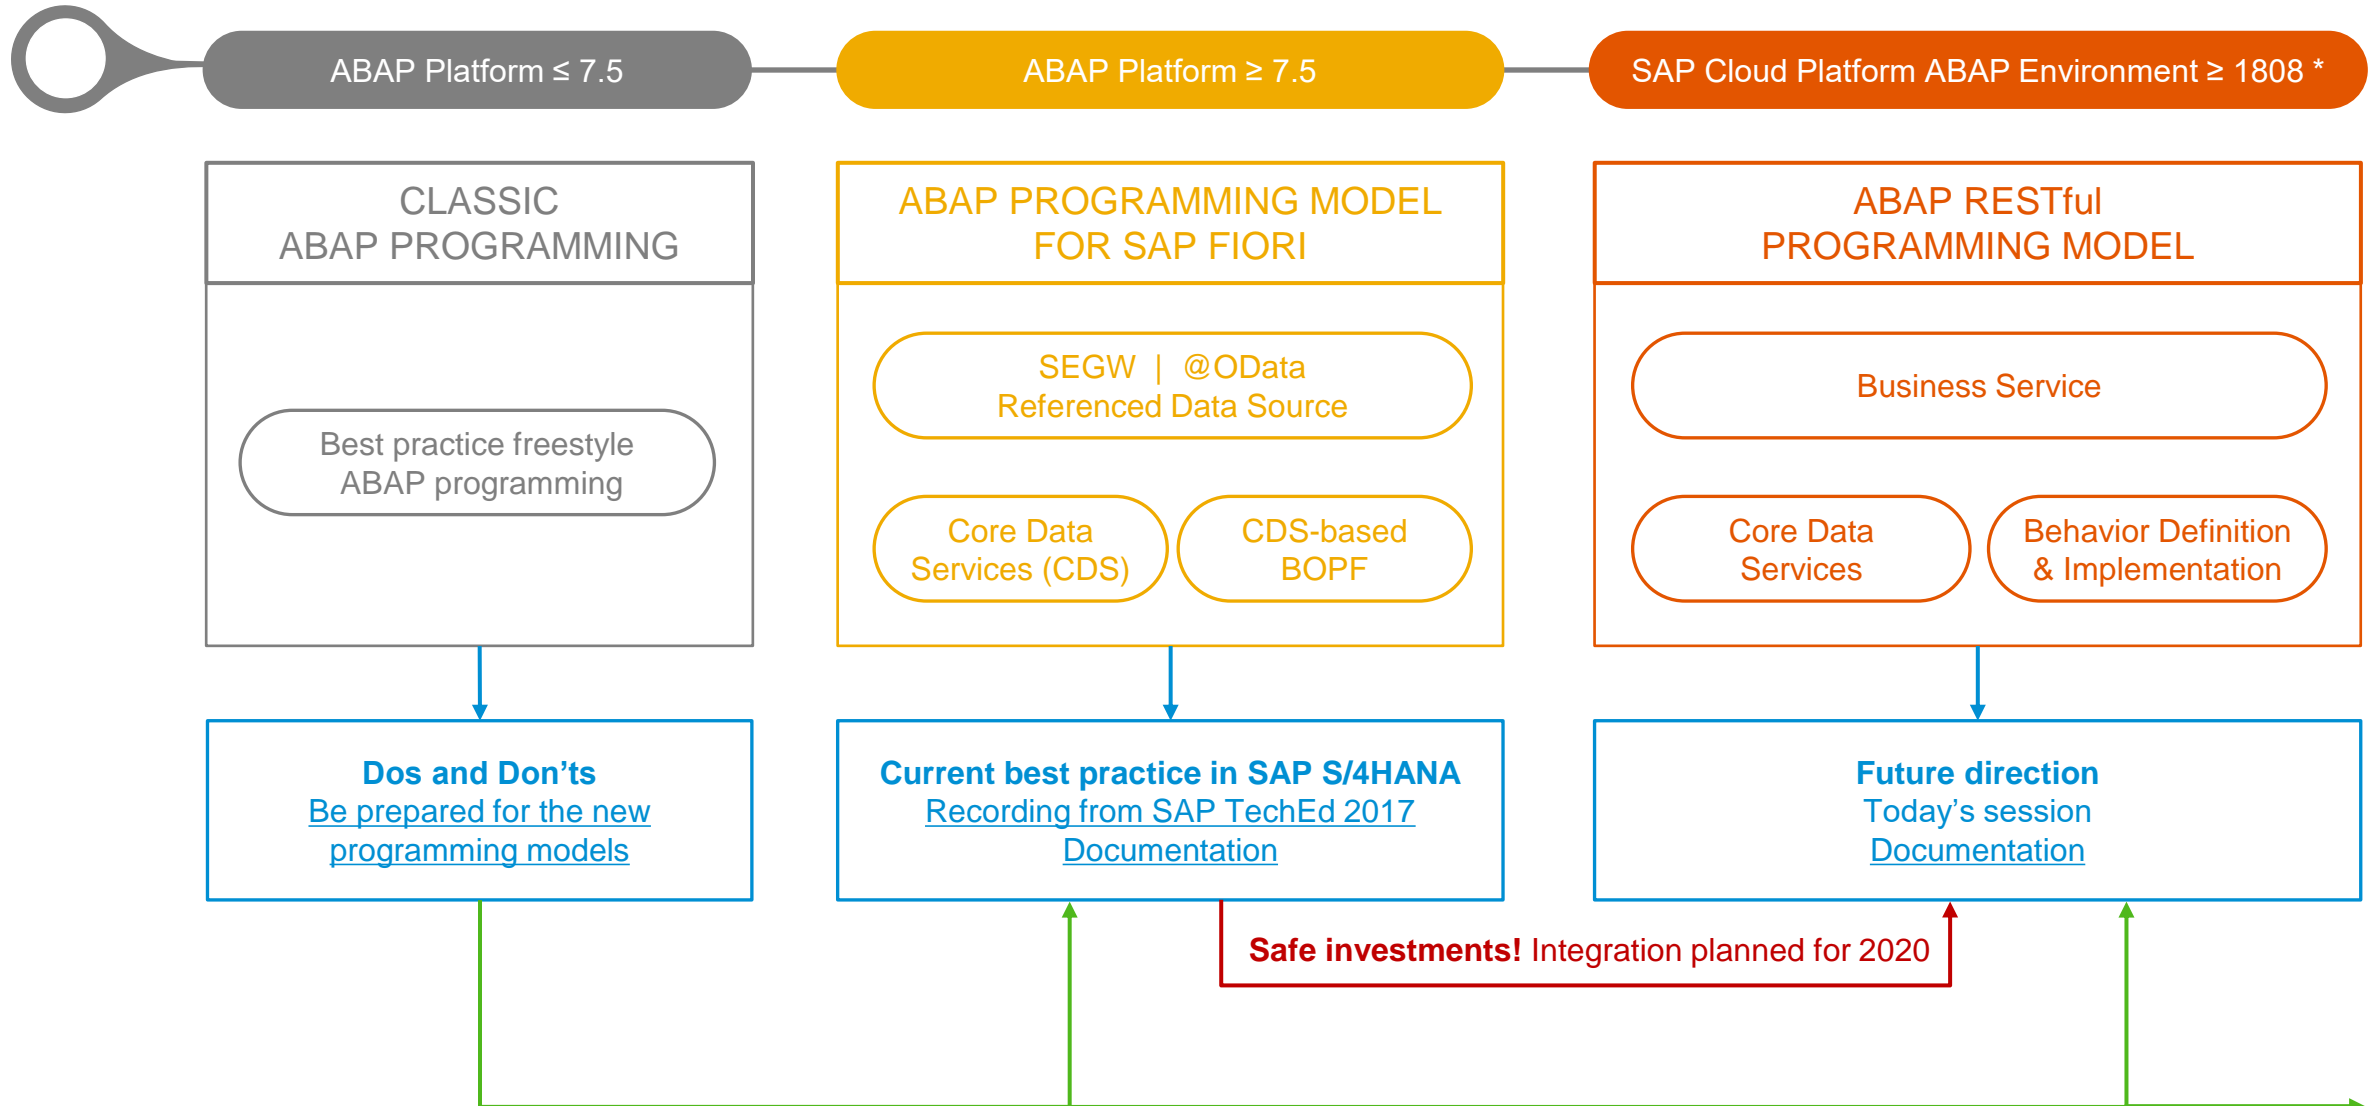 ABAP Platform ≤ 7.5
ABAP Platform ≥ 7.5
SAP Cloud Platform ABAP Environment ≥ 1808 *
CLASSIC
ABAP PROGRAMMING
Best practice freestyle
ABAP programming
ABAP PROGRAMMING MODEL
FOR SAP FIORI
SEGW | @OData
Referenced Data Source
Core Data
Services (CDS)
CDS-based
BOPF
ABAP RESTful
PROGRAMMING MODEL
Business Service
Core Data
Services
Behavior Definition
& Implementation
Dos and Don’ts
Be prepared for the new
programming models
Current best practice in SAP S/4HANA
Recording from SAP TechEd 2017
Documentation
Future direction
Today’s session
Documentation
Safe investments! Integration planned for 2020